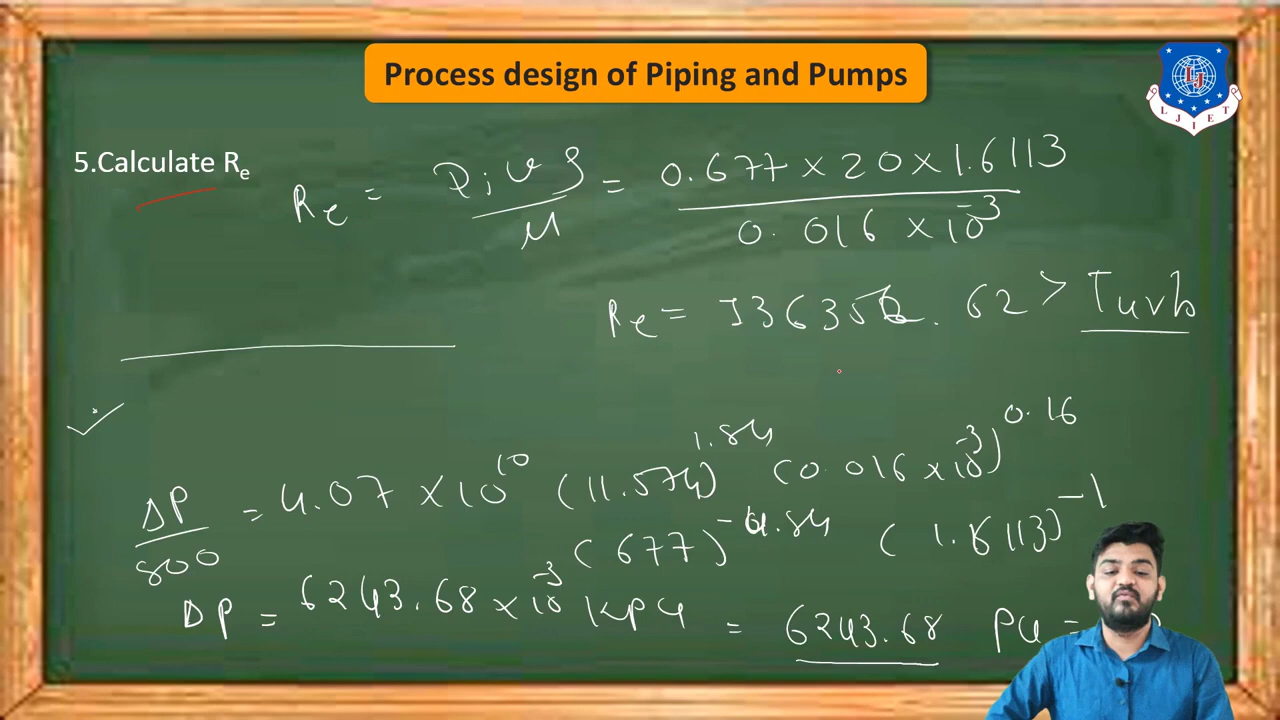 Process design of Piping and Pumps
LJIET
5.Calculate Re
Re = Di v ρ / μ = 0.677 × 20 × 1.6113 / 0.016 × 10^-3
Re = . 62 > Turb
ΔP / 800 = 4.07 × 10^10 (11.574)^1.84 (0.016 × 10^-3)^0.16
(677)^-4.84 (1.6113)^-1
ΔP = 6243.68 × 10^-3 kPa = 6243.68 Pa =